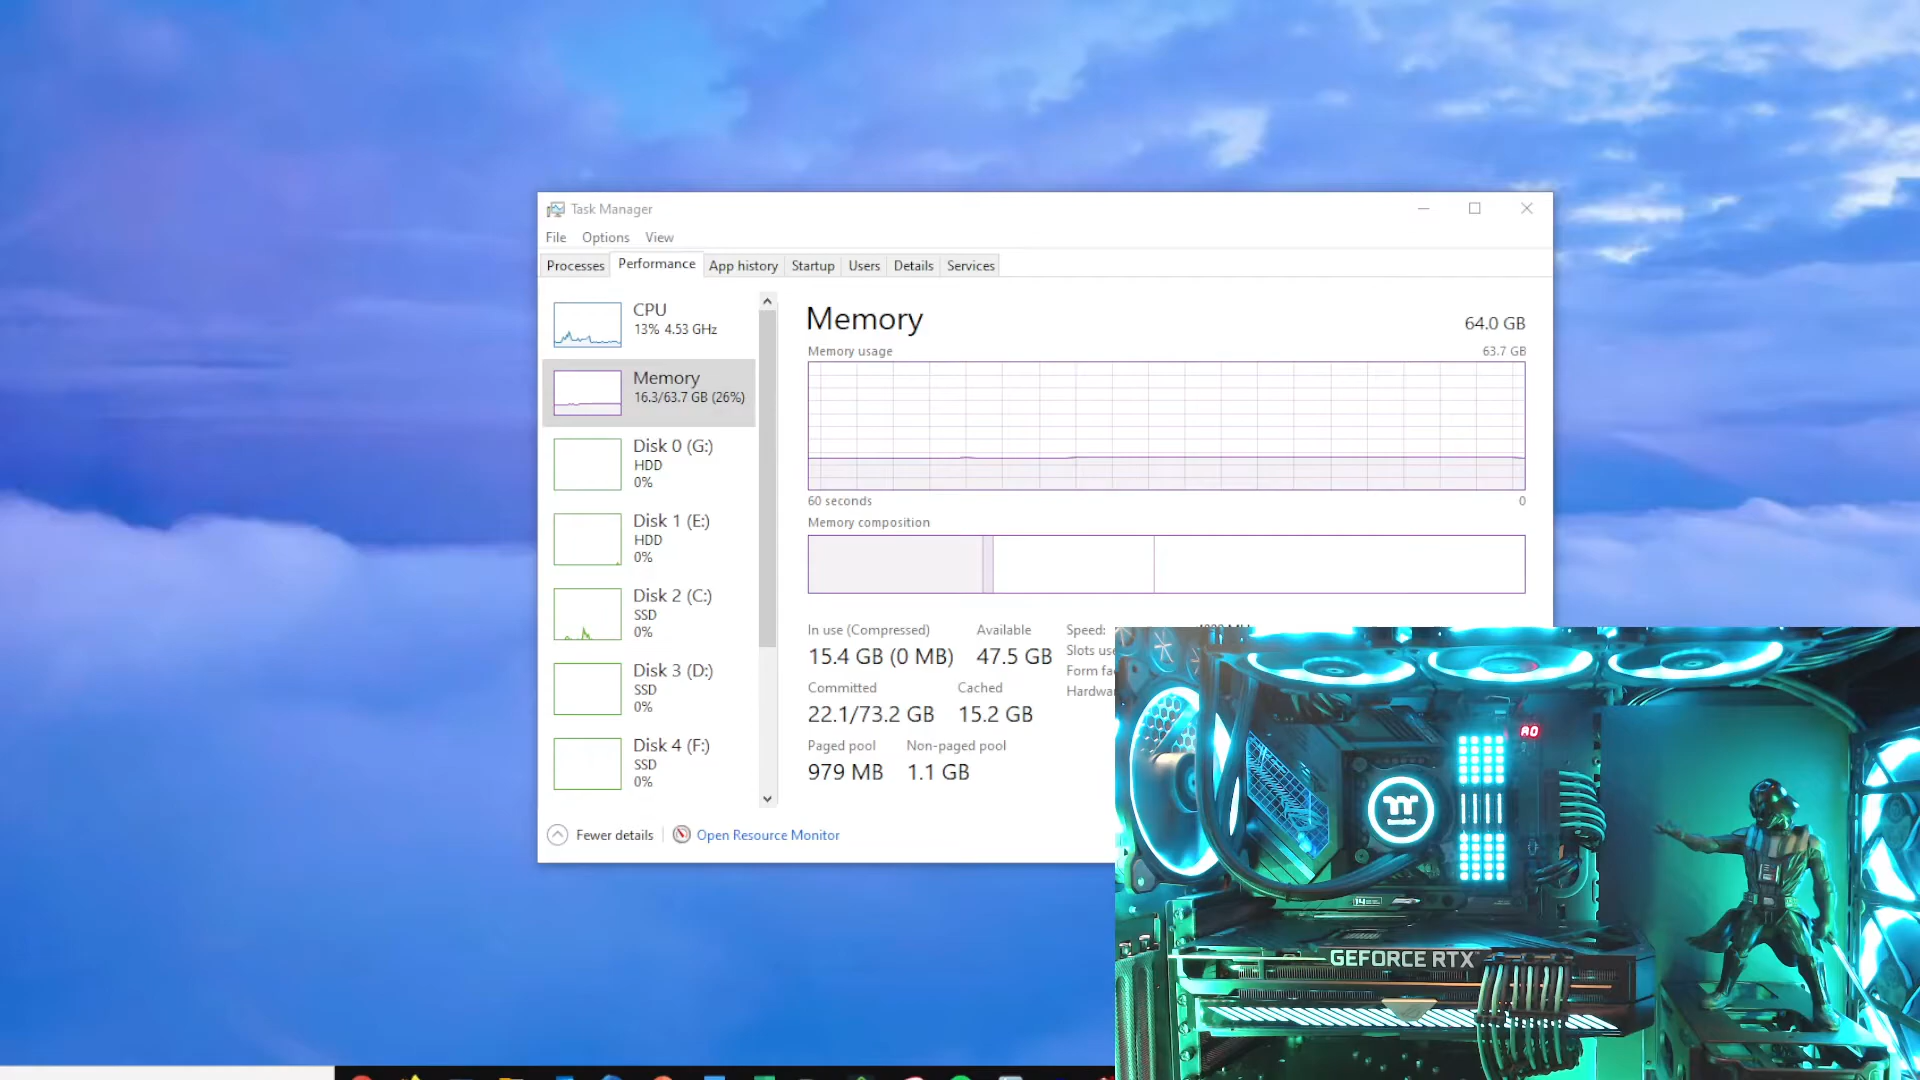 Task Manager
File Options View
Processes Performance App history Startup Users Details Services
CPU
13% 4.53 GHz
Memory
16.3/63.7 GB (26%)
Disk 0 (G:)
HDD
0%
Disk 1 (E:)
HDD
0%
Disk 2 (C:)
SSD
0%
Disk 3 (D:)
SSD
0%
Disk 4 (F:)
SSD
0%
Memory 64.0 GB
Memory usage 63.7 GB
60 seconds 0
Memory composition
In use (Compressed) Available Speed:
15.4 GB (0 MB) 47.5 GB Slots
Committed Cached
22.1/73.2 GB 15.2 GB
Paged pool Non-paged pool
979 MB 1.1 GB
Fewer details Open Resource Monitor
A0
GEFORCE RTX